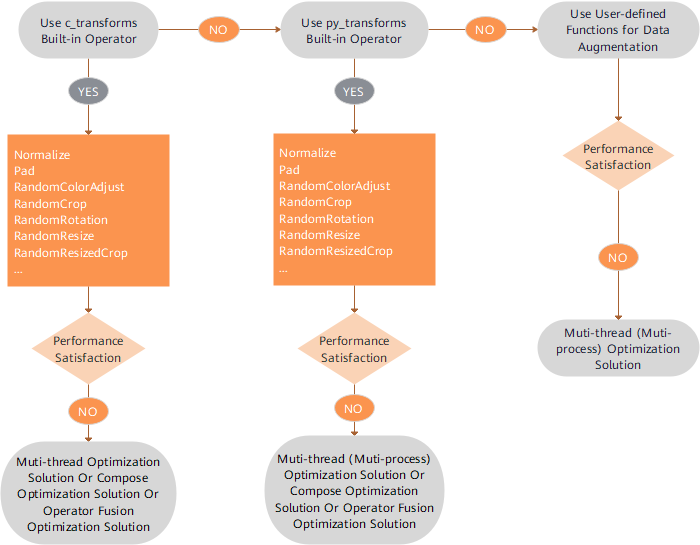 Use c_transforms
Built-in Operator
NO
Use py_transforms
Built-in Operator
NO
Use User-defined
Functions for Data
Augmentation
YES
YES
Normalize
Pad
RandomColorAdjust
RandomCrop
RandomRotation
RandomResize
RandomResizedCrop
...
Normalize
Pad
RandomColorAdjust
RandomCrop
RandomRotation
RandomResize
RandomResizedCrop
...
Performance
Satisfaction
NO
Muti-thread (Muti-
process) Optimization
Solution
Performance
Satisfaction
NO
Muti-thread Optimization
Solution Or Compose
Optimization Solution Or
Operator Fusion
Optimization Solution
Performance
Satisfaction
NO
Muti-thread (Muti-process)
Optimization Solution Or
Compose Optimization
Solution Or Operator Fusion
Optimization Solution